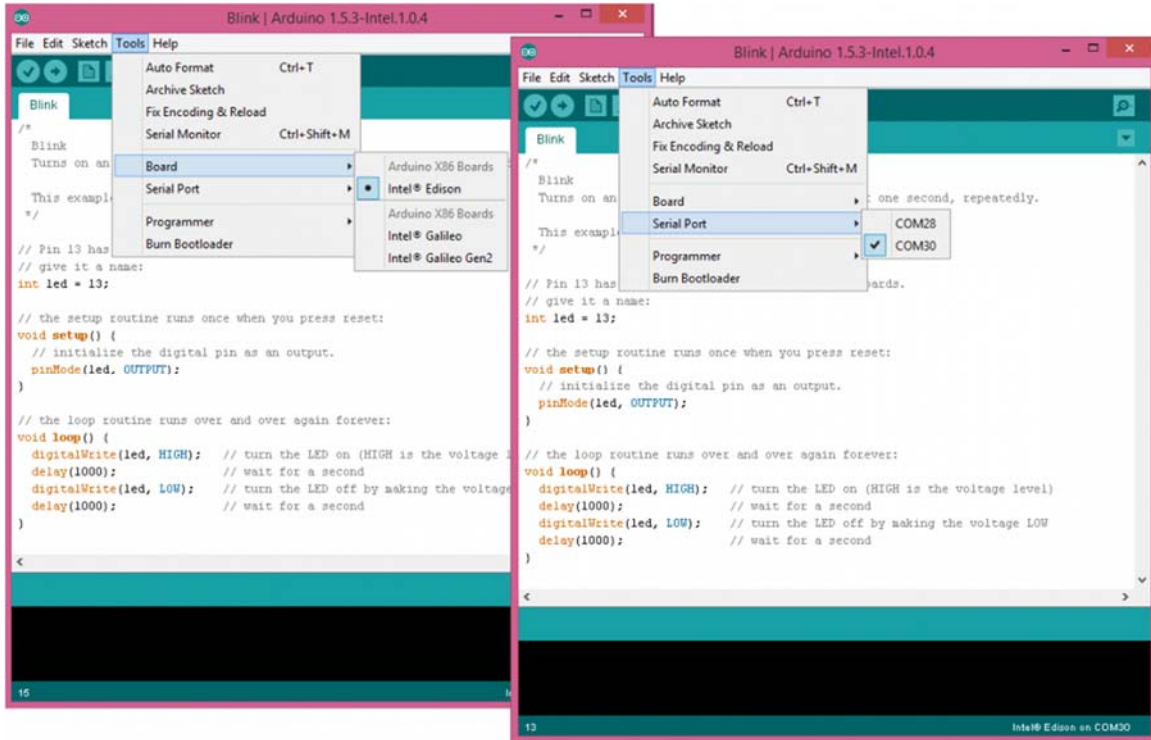 Blink | Arduino 1.5.3-Intel.1.0.4
File Edit Sketch Tools Help
Auto Format Ctrl+T
Archive Sketch
Fix Encoding & Reload
Serial Monitor Ctrl+Shift+M
Board
Serial Port
Programmer
Burn Bootloader
Arduino X86 Boards
Intel® Edison
Arduino X86 Boards
Intel® Galileo
Intel® Galileo Gen2
Blink
/*
Blink
Turns on an
This exampl
*/
// Pin 13 has
// give it a name:
int led = 13;
// the setup routine runs once when you press reset:
void setup() {
// initialize the digital pin as an output.
pinMode(led, OUTPUT);
}
// the loop routine runs over and over again forever:
void loop() {
digitalWrite(led, HIGH); // turn the LED on (HIGH is the voltage
delay(1000); // wait for a second
digitalWrite(led, LOW); // turn the LED off by making the voltage
delay(1000); // wait for a second
}
15
Blink | Arduino 1.5.3-Intel.1.0.4
File Edit Sketch Tools Help
Auto Format Ctrl+T
Archive Sketch
Fix Encoding & Reload
Serial Monitor Ctrl+Shift+M
Board
Serial Port
Programmer
Burn Bootloader
COM28
COM30
Blink
/*
Blink
Turns on an one second, repeatedly.
This exampl
*/
// Pin 13 has ards.
// give it a name:
int led = 13;
// the setup routine runs once when you press reset:
void setup() {
// initialize the digital pin as an output.
pinMode(led, OUTPUT);
}
// the loop routine runs over and over again forever:
void loop() {
digitalWrite(led, HIGH); // turn the LED on (HIGH is the voltage level)
delay(1000); // wait for a second
digitalWrite(led, LOW); // turn the LED off by making the voltage LOW
delay(1000); // wait for a second
}
13 Intel® Edison on COM30